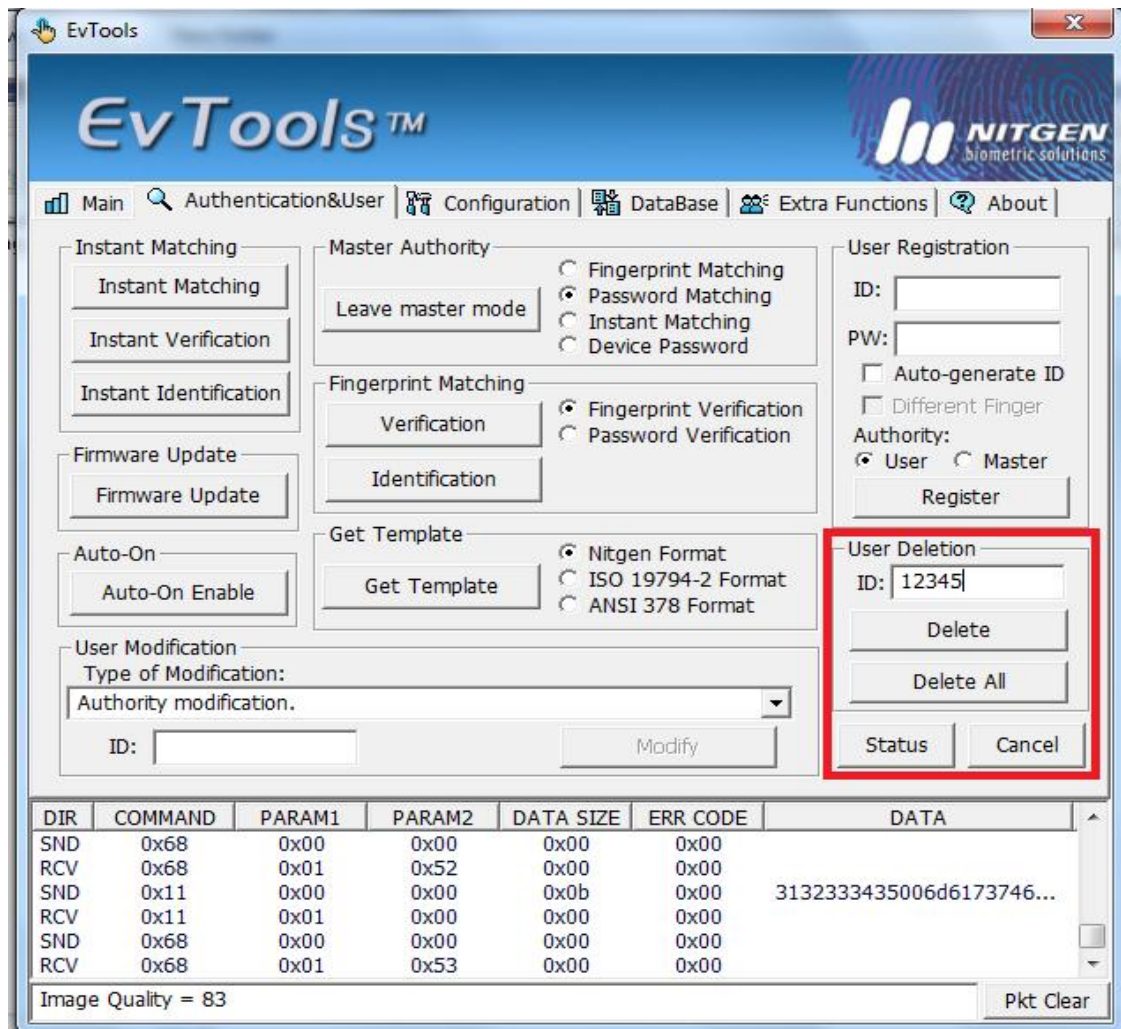 EvTools
EvTools™
NITGEN
biometric solutions
Main Authentication&User Configuration DataBase Extra Functions About
Instant Matching
Instant Matching
Instant Verification
Instant Identification
Firmware Update
Firmware Update
Auto-On
Auto-On Enable
Master Authority
Leave master mode
Fingerprint Matching
Password Matching
Instant Matching
Device Password
Fingerprint Matching
Verification
Identification
Fingerprint Verification
Password Verification
Get Template
Get Template
Nitgen Format
ISO 19794-2 Format
ANSI 378 Format
User Registration
ID:
PW:
Auto-generate ID
Different Finger
Authority:
User Master
Register
User Deletion
ID: 12345
Delete
Delete All
Status Cancel
User Modification
Type of Modification:
Authority modification.
ID: Modify
DIR COMMAND PARAM1 PARAM2 DATA SIZE ERR CODE DATA
SND 0x68 0x00 0x00 0x00 0x00
RCV 0x68 0x01 0x52 0x00 0x00
SND 0x11 0x00 0x00 0x0b 0x00 3132333435006d6173746...
RCV 0x11 0x01 0x00 0x00 0x00
SND 0x68 0x00 0x00 0x00 0x00
RCV 0x68 0x01 0x53 0x00 0x00
Image Quality = 83 Pkt Clear